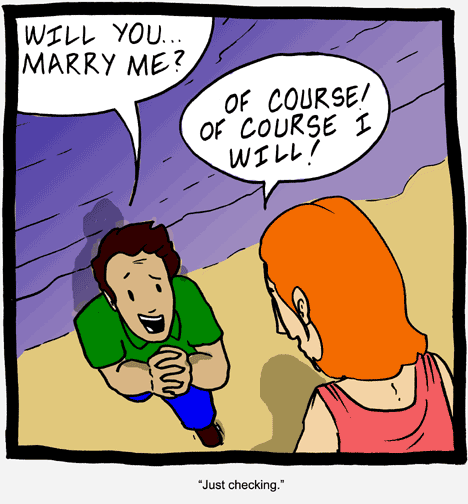 WILL YOU...
MARRY ME?
OF COURSE!
OF COURSE I
WILL!
“Just checking.”